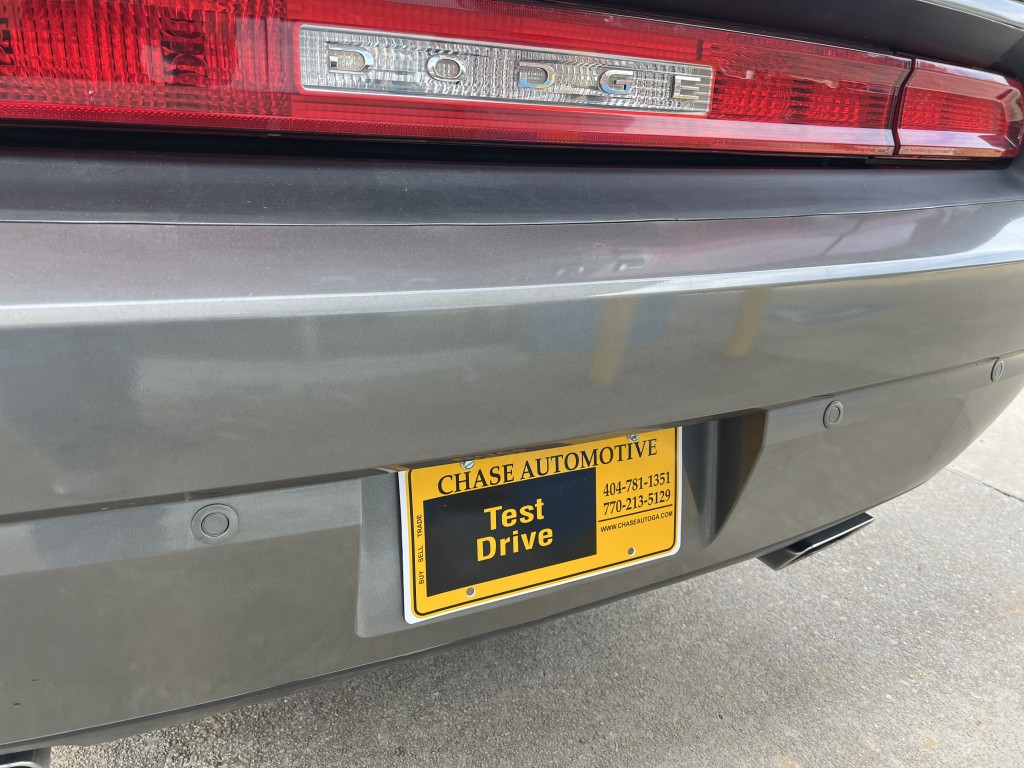 DODGE
CHASE AUTOMOTIVE
BUY SELL TRADE
Test
Drive
404-781-1351
770-213-5129
WWW.CHASEAUTOGA.COM